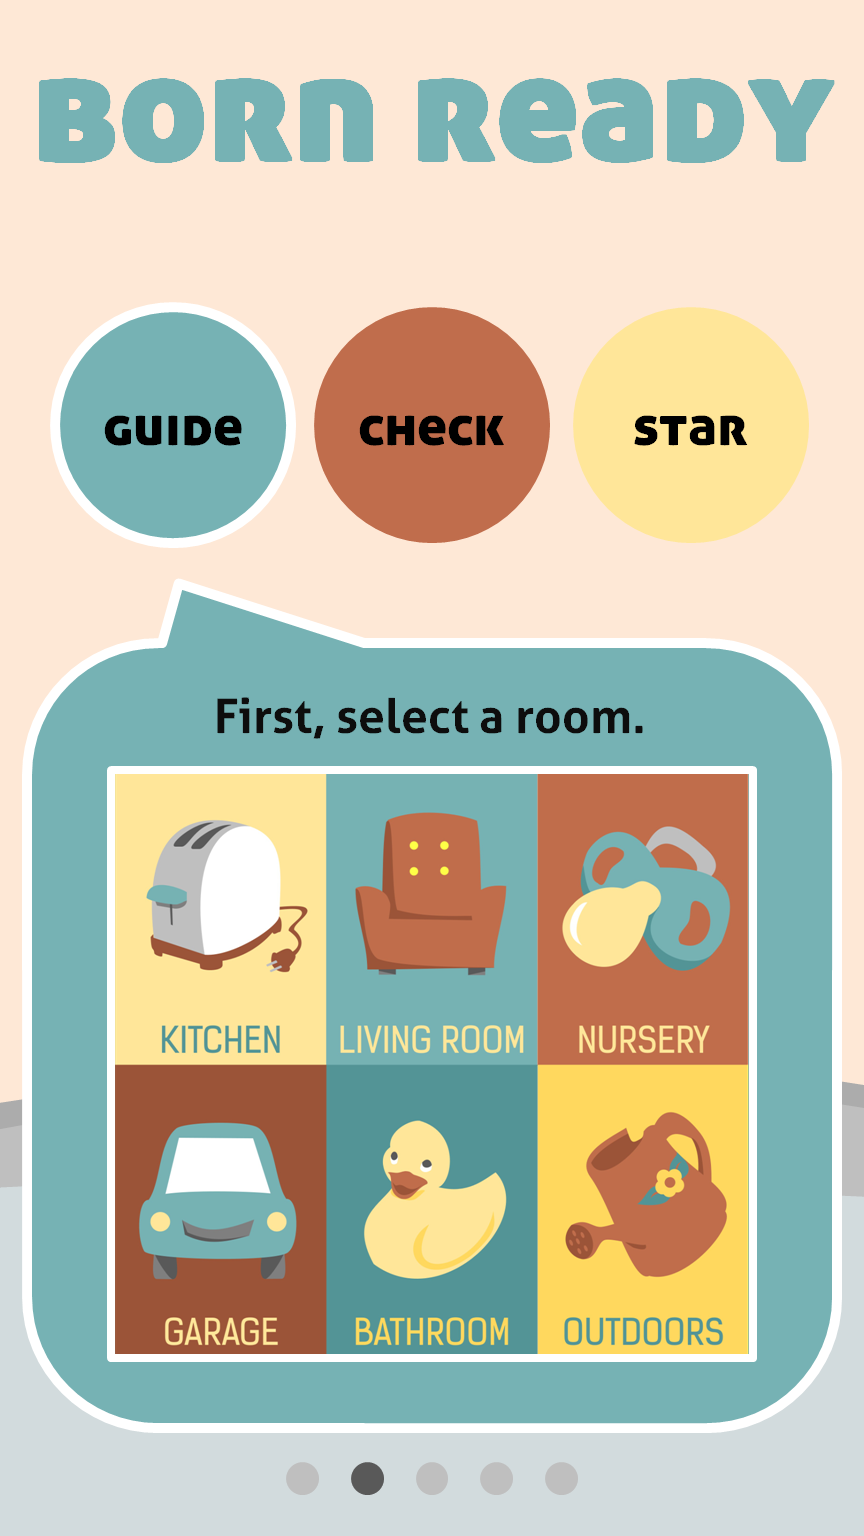 BORN READY
GUIDE CHECK STAR
First, select a room.
KITCHEN LIVING ROOM NURSERY
GARAGE BATHROOM OUTDOORS